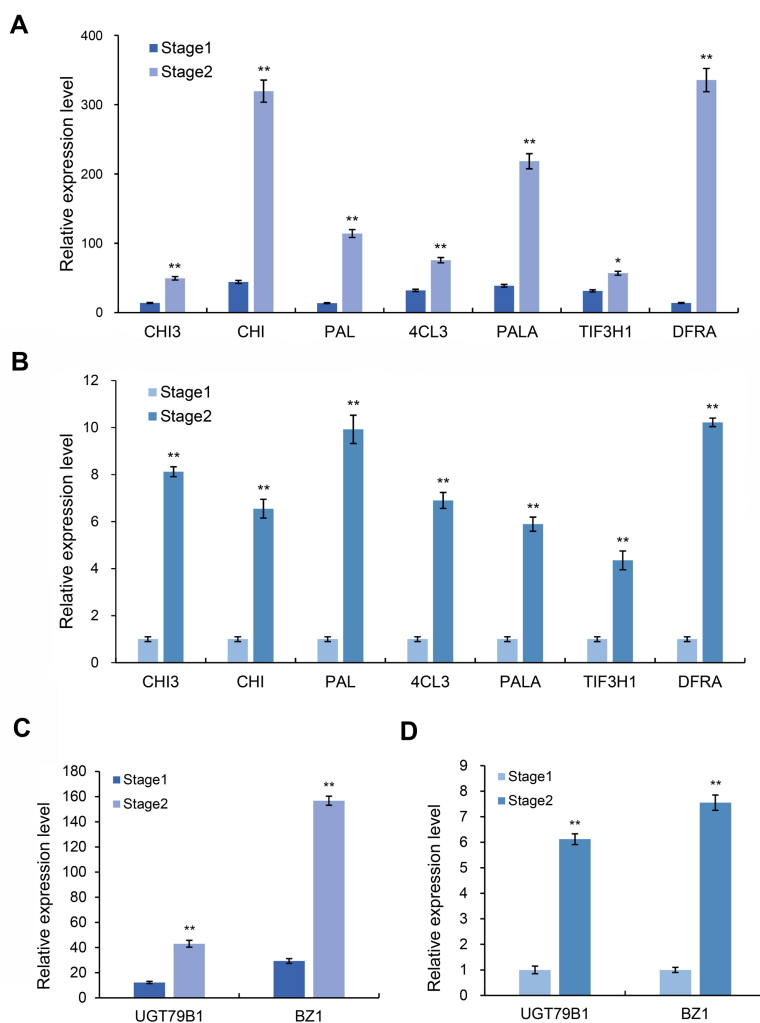 A
Relative expression level
400
300
200
100
0
Stage1
Stage2
**
**
**
**
**
*
**
CHI3 CHI PAL 4CL3 PALA TIF3H1 DFRA
B
Relative expression level
12
10
8
6
4
2
0
Stage1
Stage2
**
**
**
**
**
**
**
CHI3 CHI PAL 4CL3 PALA TIF3H1 DFRA
C
Relative expression level
180
160
140
120
100
80
60
40
20
0
Stage1
Stage2
**
**
UGT79B1 BZ1
D
Relative expression level
9
8
7
6
5
4
3
2
1
0
Stage1
Stage2
**
**
UGT79B1 BZ1